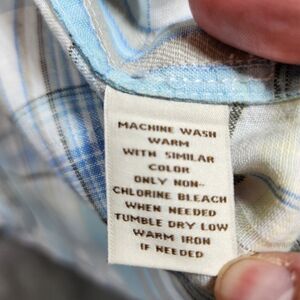 MACHINE WASH
WARM
WITH SIMILAR
COLOR
ONLY NON-
CHLORINE BLEACH
WHEN NEEDED
TUMBLE DRY LOW
WARM IRON
IF NEEDED